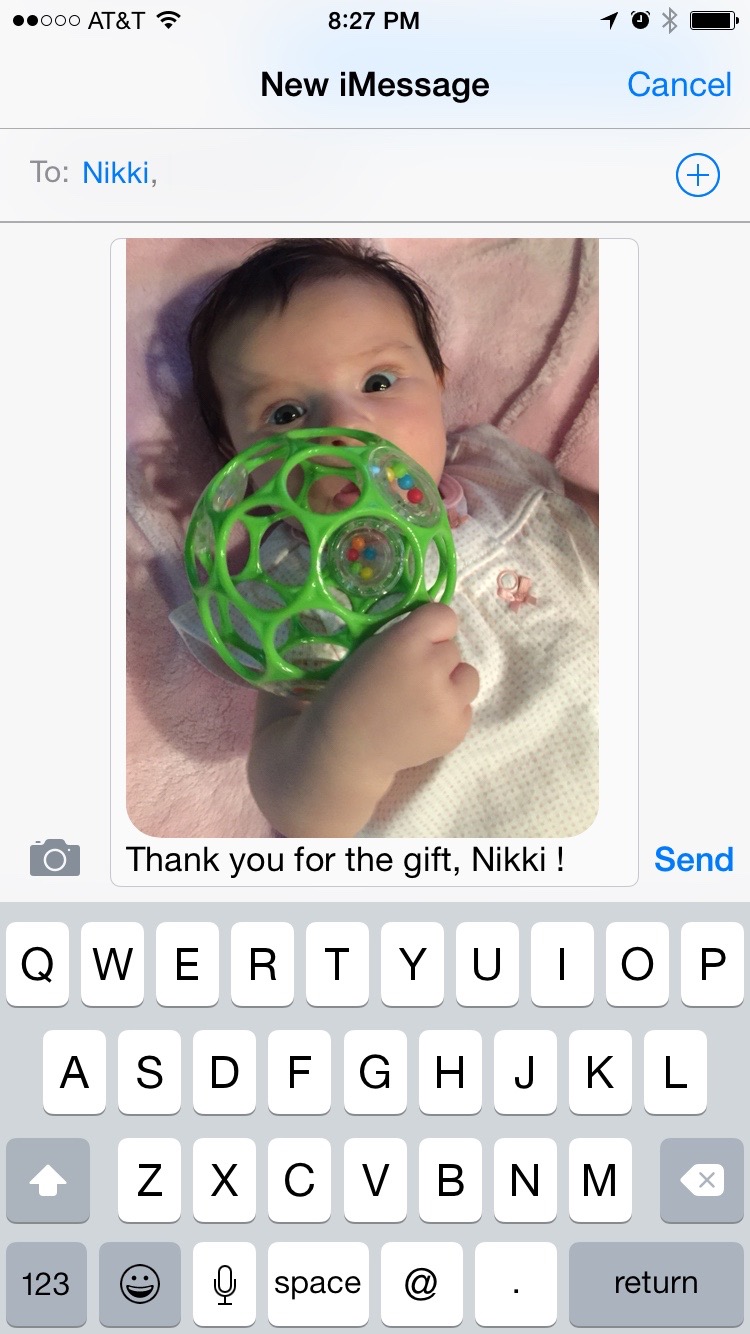 AT&T 8:27 PM
New iMessage Cancel
To: Nikki,
Thank you for the gift, Nikki !
Send
Q W E R T Y U I O P
A S D F G H J K L
Z X C V B N M
123 space @ . return